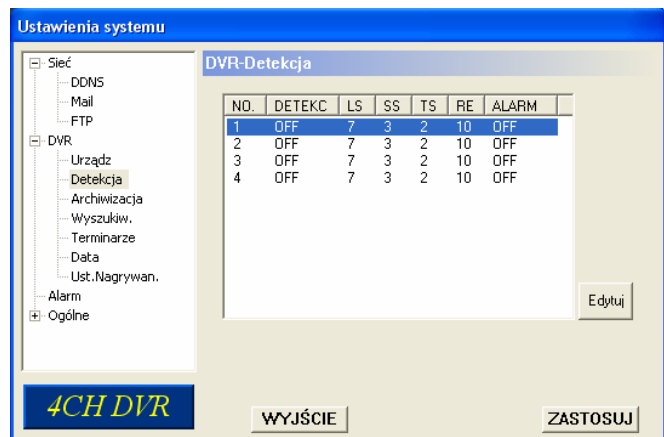 Ustawienia systemu
Sieć
DDNS
Mail
FTP
DVR
Urządz
Detekcja
Archiwizacja
Wyszukiw.
Terminarze
Data
Ust.Nagrywan.
Alarm
Ogólne
4CH DVR
DVR-Detekcja
NO. DETEKC LS SS TS RE ALARM
1 OFF 7 3 2 10 OFF
2 OFF 7 3 2 10 OFF
3 OFF 7 3 2 10 OFF
4 OFF 7 3 2 10 OFF
Edytuj
WYJŚCIE ZASTOSUJ